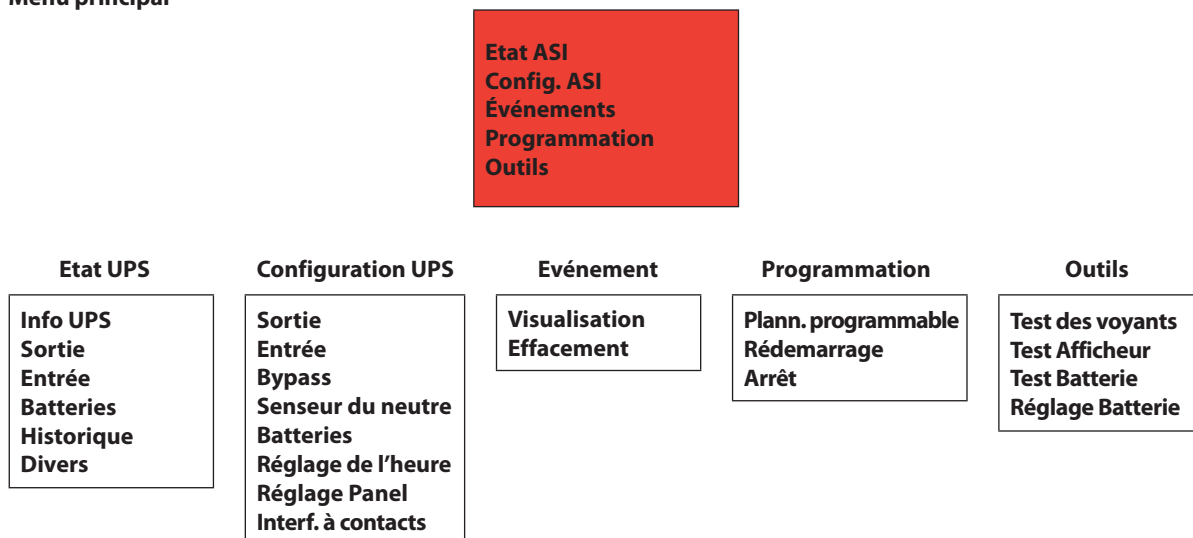 Menu principal
Etat ASI
Config. ASI
Événements
Programmation
Outils
Etat UPS
Info UPS
Sortie
Entrée
Batteries
Historique
Divers
Configuration UPS
Sortie
Entrée
Bypass
Senseur du neutre
Batteries
Réglage de l'heure
Réglage Panel
Interf. à contacts
Evénement
Visualisation
Effacement
Programmation
Plann. programmable
Rédemarrage
Arrêt
Outils
Test des voyants
Test Afficheur
Test Batterie
Réglage Batterie